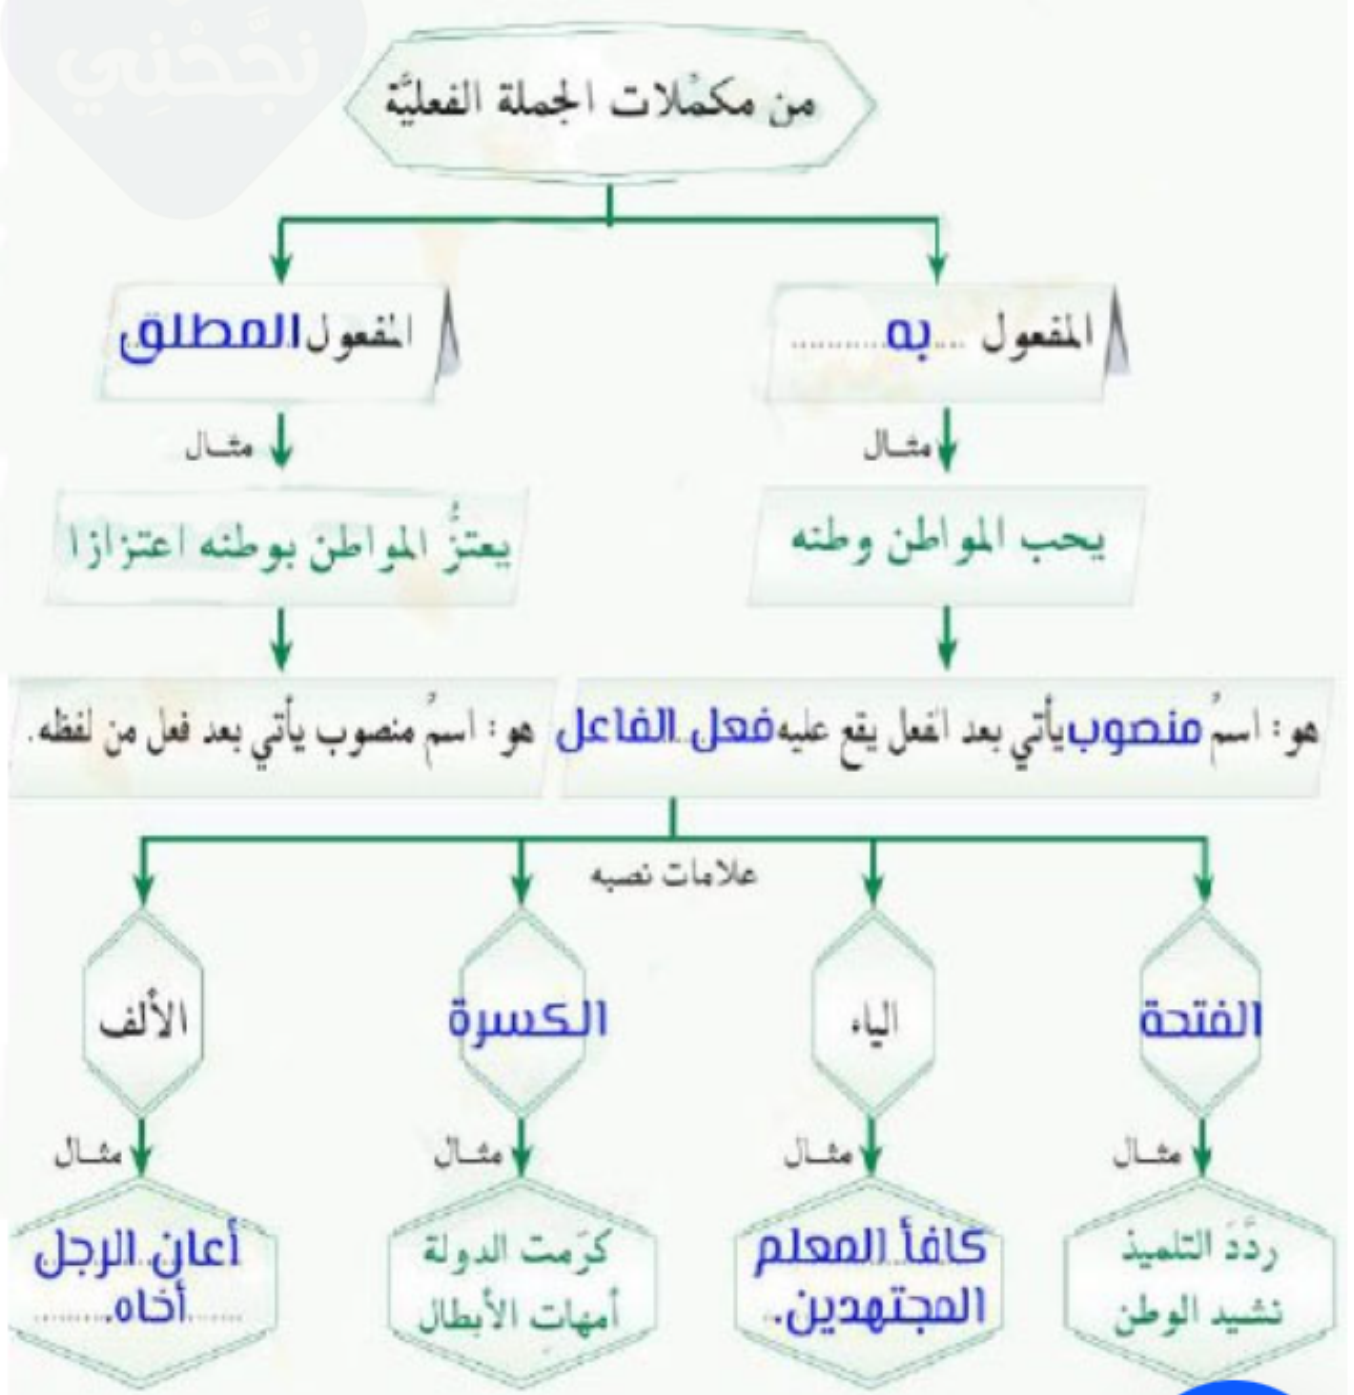 نجّحْنِي
من مكمّلات الجملة الفعليَّة
المفعول ....به..........
المفعول المطلق
مثال
مثال
يحب المواطن وطنه
يعتزُّ المواطن بوطنه اعتزازا
هو: اسمٌ منصوب يأتي بعد الفعل يقع عليه فعل الفاعل
هو: اسمُ منصوب يأتي بعد فعل من لفظه.
علامات نصبه
الفتحة
الياء
الكسرة
الألف
مثال
مثال
مثال
مثال
ردَّدَ التلميذ
نشيد الوطن
كافأ المعلم
المجتهدين.
كرّمت الدولة
أمهاتِ الأبطال
أعان الرجل
أخاه.